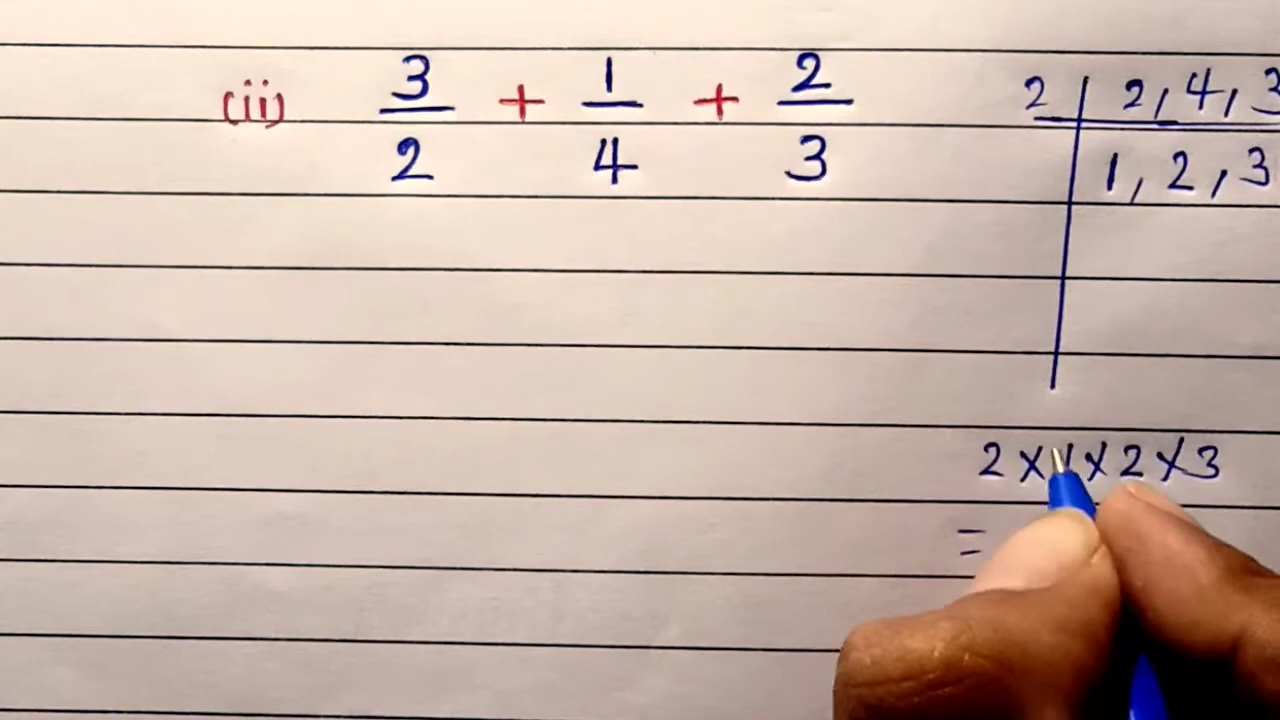 (ii) 3/2 + 1/4 + 2/3
2 | 2, 4, 3
1, 2, 3
2 × 1 × 2 × 3
=